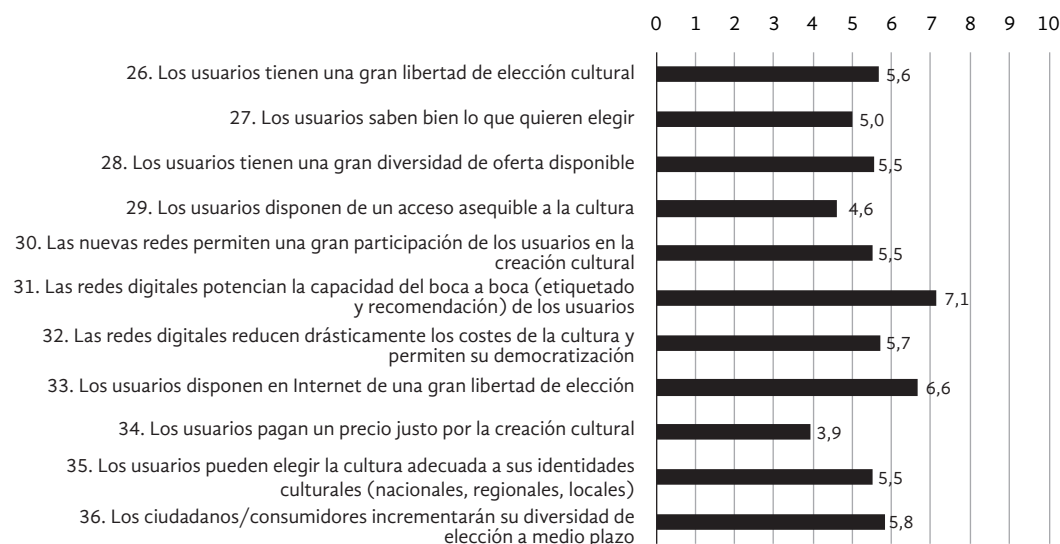 0 1 2 3 4 5 6 7 8 9 10
26. Los usuarios tienen una gran libertad de elección cultural 5,6
27. Los usuarios saben bien lo que quieren elegir 5,0
28. Los usuarios tienen una gran diversidad de oferta disponible 5,5
29. Los usuarios disponen de un acceso asequible a la cultura 4,6
30. Las nuevas redes permiten una gran participación de los usuarios en la
creación cultural 5,5
31. Las redes digitales potencian la capacidad del boca a boca (etiquetado
y recomendación) de los usuarios 7,1
32. Las redes digitales reducen drásticamente los costes de la cultura y
permiten su democratización 5,7
33. Los usuarios disponen en Internet de una gran libertad de elección 6,6
34. Los usuarios pagan un precio justo por la creación cultural 3,9
35. Los usuarios pueden elegir la cultura adecuada a sus identidades
culturales (nacionales, regionales, locales) 5,5
36. Los ciudadanos/consumidores incrementarán su diversidad de
elección a medio plazo 5,8